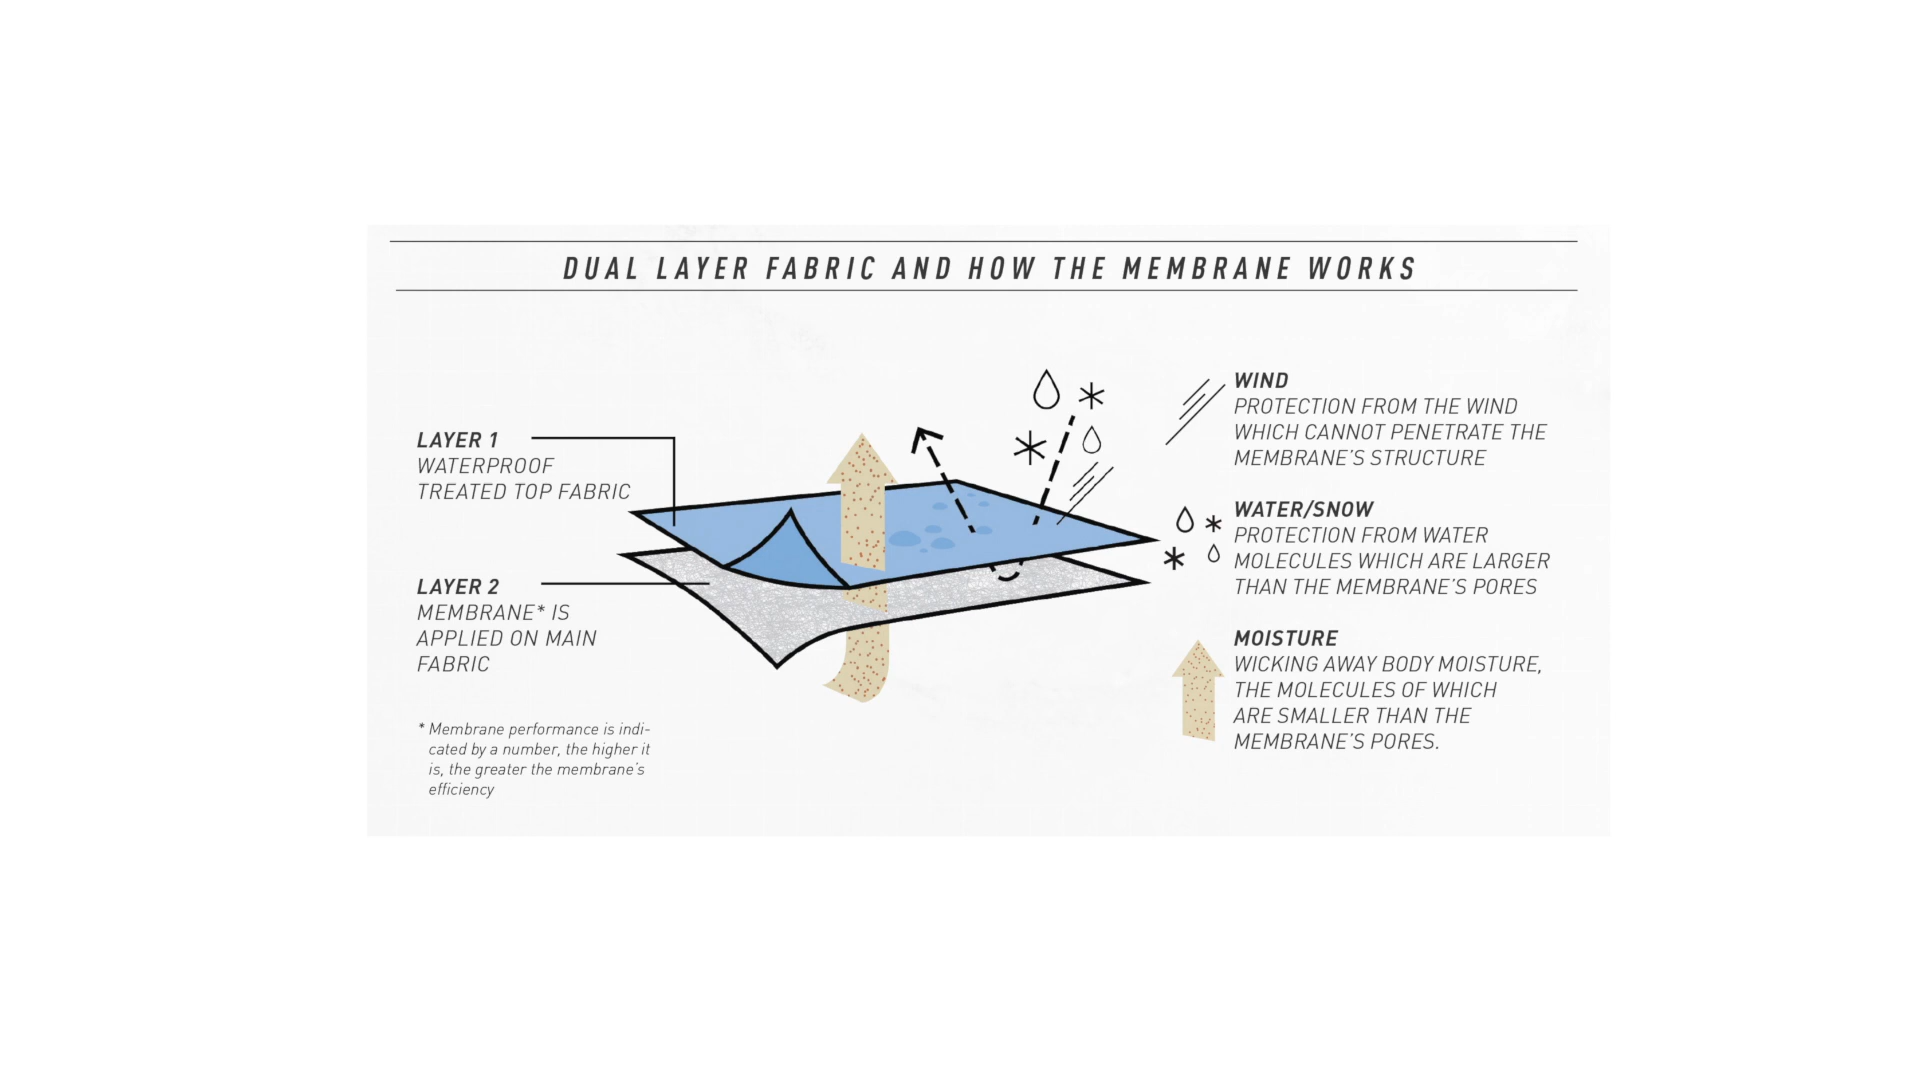 DUAL LAYER FABRIC AND HOW THE MEMBRANE WORKS
LAYER 1
WATERPROOF
TREATED TOP FABRIC
LAYER 2
MEMBRANE* IS
APPLIED ON MAIN
FABRIC
* Membrane performance is indi-
cated by a number, the higher it
is, the greater the membrane's
efficiency
WIND
PROTECTION FROM THE WIND
WHICH CANNOT PENETRATE THE
MEMBRANE'S STRUCTURE
WATER/SNOW
PROTECTION FROM WATER
MOLECULES WHICH ARE LARGER
THAN THE MEMBRANE'S PORES
MOISTURE
WICKING AWAY BODY MOISTURE,
THE MOLECULES OF WHICH
ARE SMALLER THAN THE
MEMBRANE'S PORES.